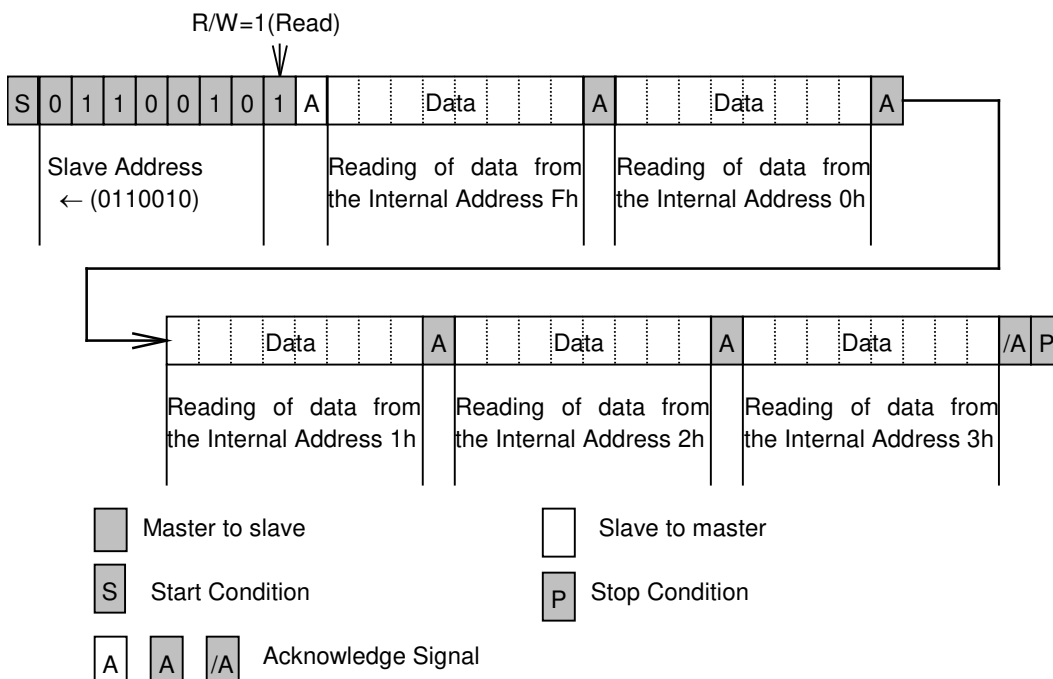 R/W=1(Read)
S 0 1 1 0 0 1 0 1 A Data A Data A
Slave Address
← (0110010)
Reading of data from
the Internal Address Fh
Reading of data from
the Internal Address 0h
Data A Data A Data /A P
Reading of data from
the Internal Address 1h
Reading of data from
the Internal Address 2h
Reading of data from
the Internal Address 3h
Master to slave
Slave to master
S Start Condition
P Stop Condition
A A /A Acknowledge Signal